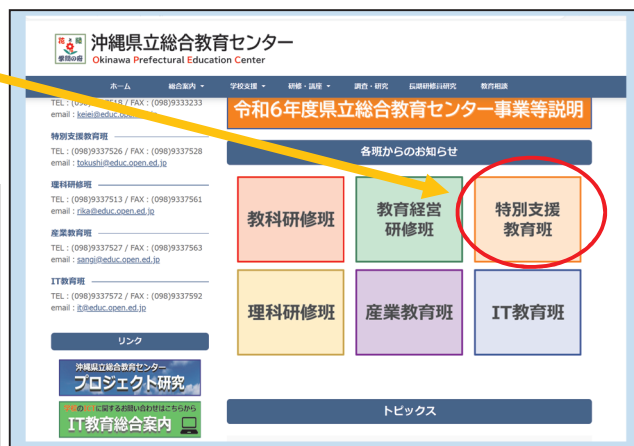 花開
学問の府
沖縄県立総合教育センター
Okinawa Prefectural Education Center
ホーム 総合案内 学校支援 研修・講座 調査・研究 長期研修員研究 教育相談
FAX : (098)9333233
email : keiei@educ.open.ed.jp
特別支援教育班
TEL : (098)9337526 / FAX : (098)9337528
email : tokushi@educ.open.ed.jp
理科研修班
TEL : (098)9337513 / FAX : (098)9337561
email : rika@educ.open.ed.jp
産業教育班
TEL : (098)9337527 / FAX : (098)9337563
email : sangi@educ.open.ed.jp
IT教育班
TEL : (098)9337572 / FAX : (098)9337592
email : it@educ.open.ed.jp
リンク
沖縄県立総合教育センター
プロジェクト研究
に関するお問い合わせはこちらから
IT教育総合案内
令和6年度県立総合教育センター事業等説明
各班からのお知らせ
教科研修班
教育経営
研修班
特別支援
教育班
理科研修班
産業教育班
IT教育班
トピックス